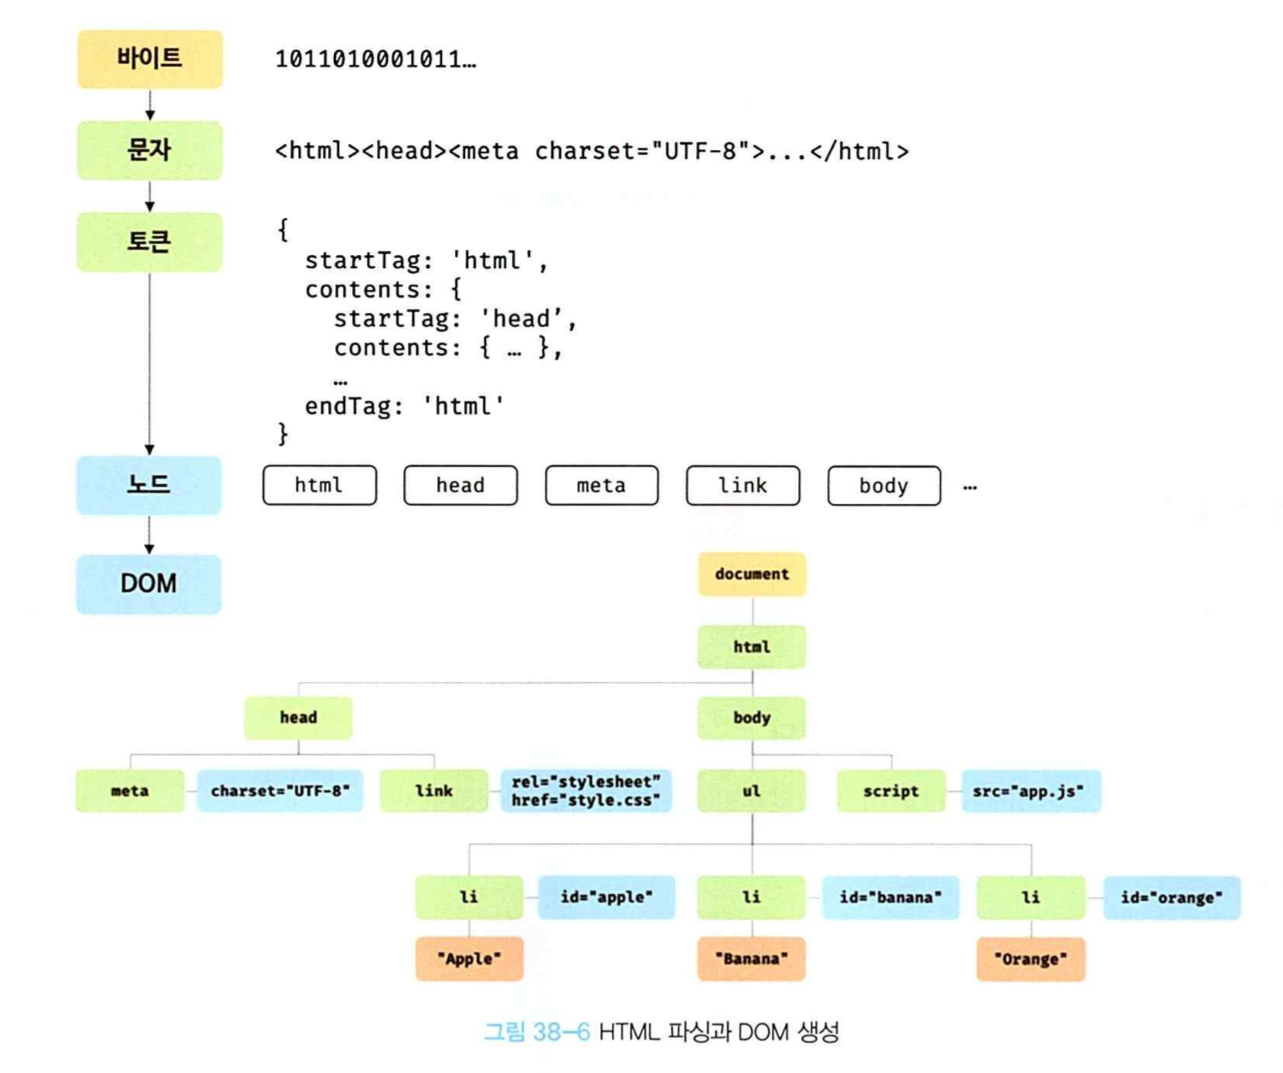 바이트
1011010001011…
문자
<html><head><meta charset="UTF-8">...</html>
토큰
{
startTag: 'html',
contents: {
startTag: 'head’,
contents: { … },
…
endTag: 'html'
}
노드
html head meta link body …
DOM
document
html
head body
meta charset="UTF-8" link rel="stylesheet" ul script src="app.js"
href="style.css"
li id="apple" li id="banana" li id="orange"
"Apple" "Banana" "Orange"
그림 38-6 HTML 파싱과 DOM 생성